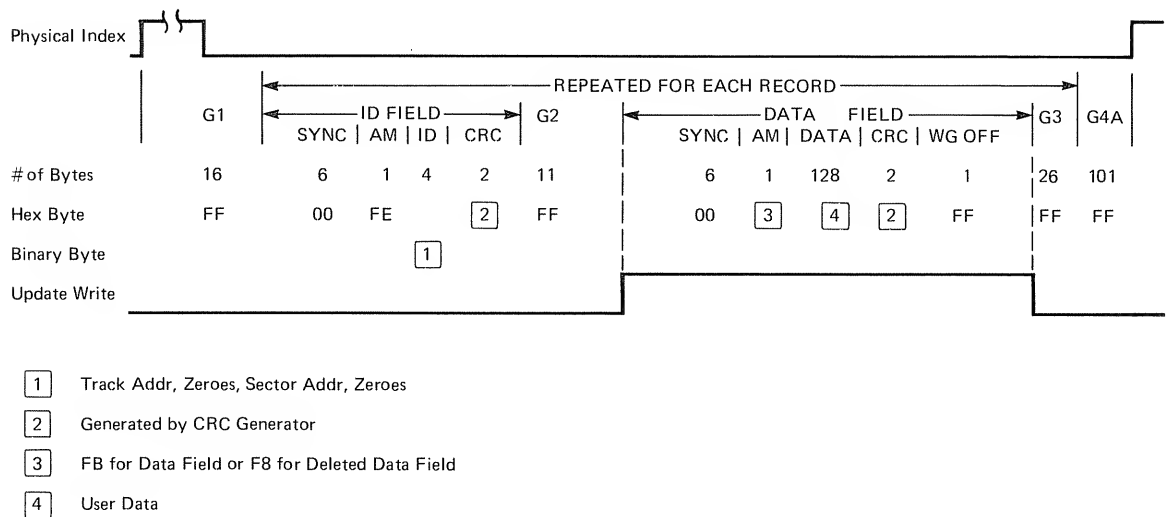 Physical Index
REPEATED FOR EACH RECORD
G1 ID FIELD G2 DATA FIELD G3 G4A
SYNC | AM | ID | CRC SYNC | AM | DATA | CRC | WG OFF
# of Bytes 16 6 1 4 2 11 6 1 128 2 1 26 101
Hex Byte FF 00 FE 2 FF 00 3 4 2 FF FF FF
Binary Byte 1
Update Write
1 Track Addr, Zeroes, Sector Addr, Zeroes
2 Generated by CRC Generator
3 FB for Data Field or F8 for Deleted Data Field
4 User Data